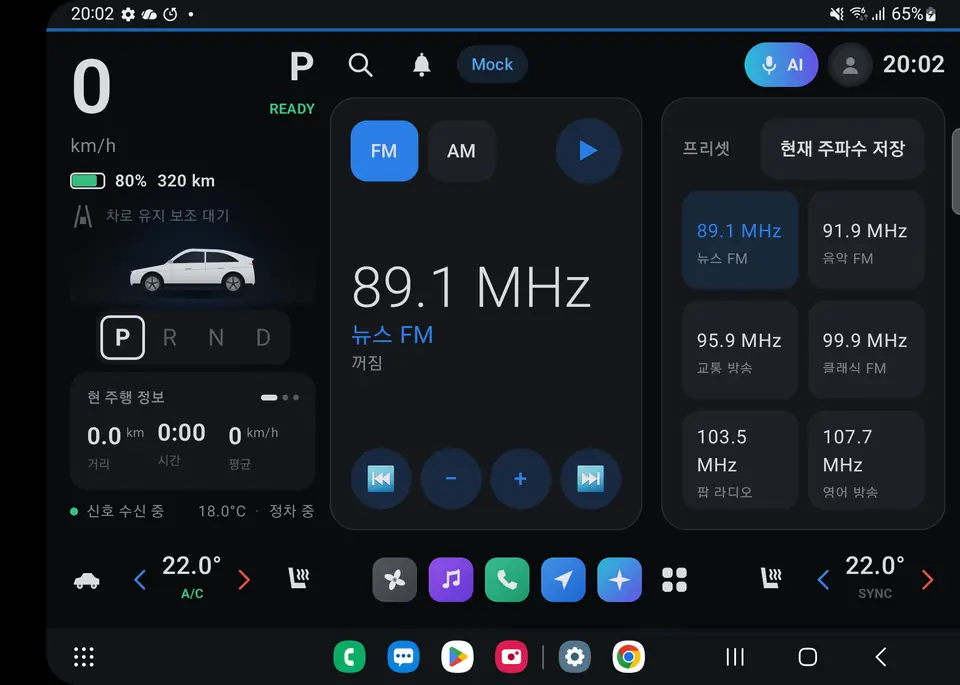 20:02
65%
0
P
READY
km/h
80% 320 km
차로 유지 보조 대기
P R N D
현 주행 정보
0.0 km 0:00 0 km/h
거리 시간 평균
신호 수신 중 18.0°C · 정차 중
Mock
AI
20:02
FM AM
89.1 MHz
뉴스 FM
꺼짐
− +
프리셋 현재 주파수 저장
89.1 MHz
뉴스 FM
91.9 MHz
음악 FM
95.9 MHz
교통 방송
99.9 MHz
클래식 FM
103.5
MHz
팝 라디오
107.7
MHz
영어 방송
22.0°
A/C
22.0°
SYNC